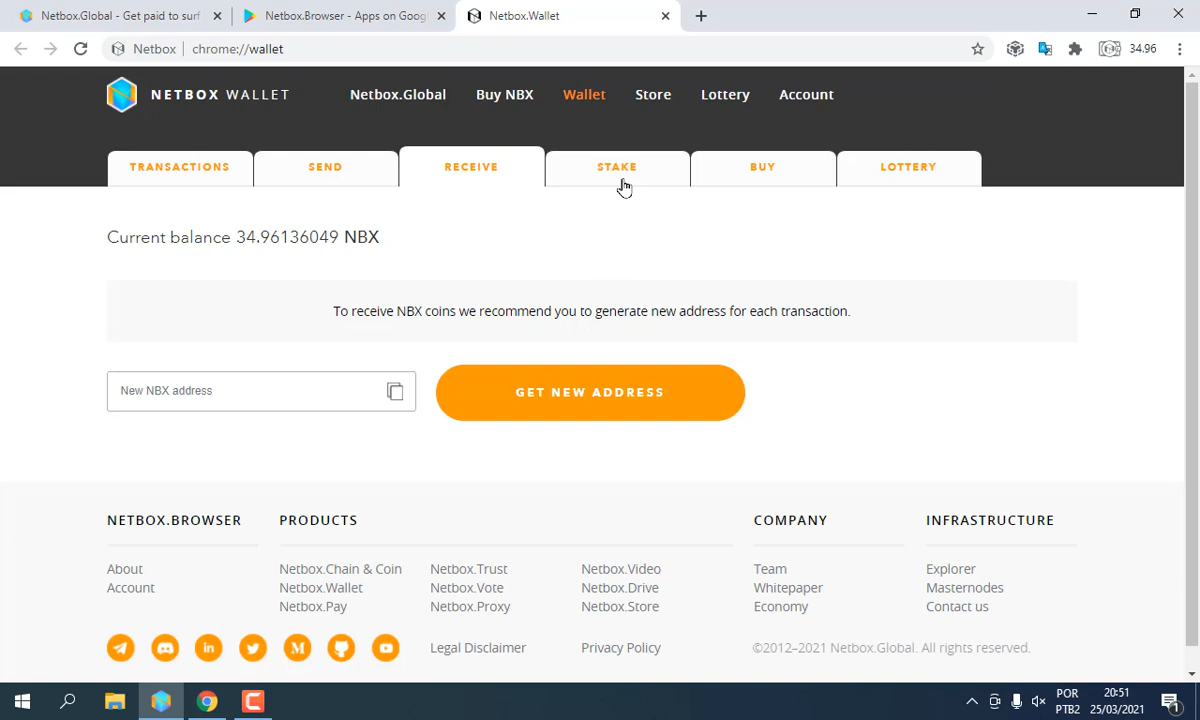 Netbox.Global - Get paid to surf
Netbox.Browser - Apps on Goog
Netbox.Wallet
Netbox | chrome://wallet
34.96
NETBOX WALLET
Netbox.Global
Buy NBX
Wallet
Store
Lottery
Account
TRANSACTIONS
SEND
RECEIVE
STAKE
BUY
LOTTERY
Current balance 34.96136049 NBX
To receive NBX coins we recommend you to generate new address for each transaction.
New NBX address
GET NEW ADDRESS
NETBOX.BROWSER
About
Account
PRODUCTS
Netbox.Chain & Coin
Netbox.Wallet
Netbox.Pay
Netbox.Trust
Netbox.Vote
Netbox.Proxy
Netbox.Video
Netbox.Drive
Netbox.Store
COMPANY
Team
Whitepaper
Economy
INFRASTRUCTURE
Explorer
Masternodes
Contact us
Legal Disclaimer
Privacy Policy
©2012–2021 Netbox.Global. All rights reserved.
POR
PTB2
20:51
25/03/2021
1